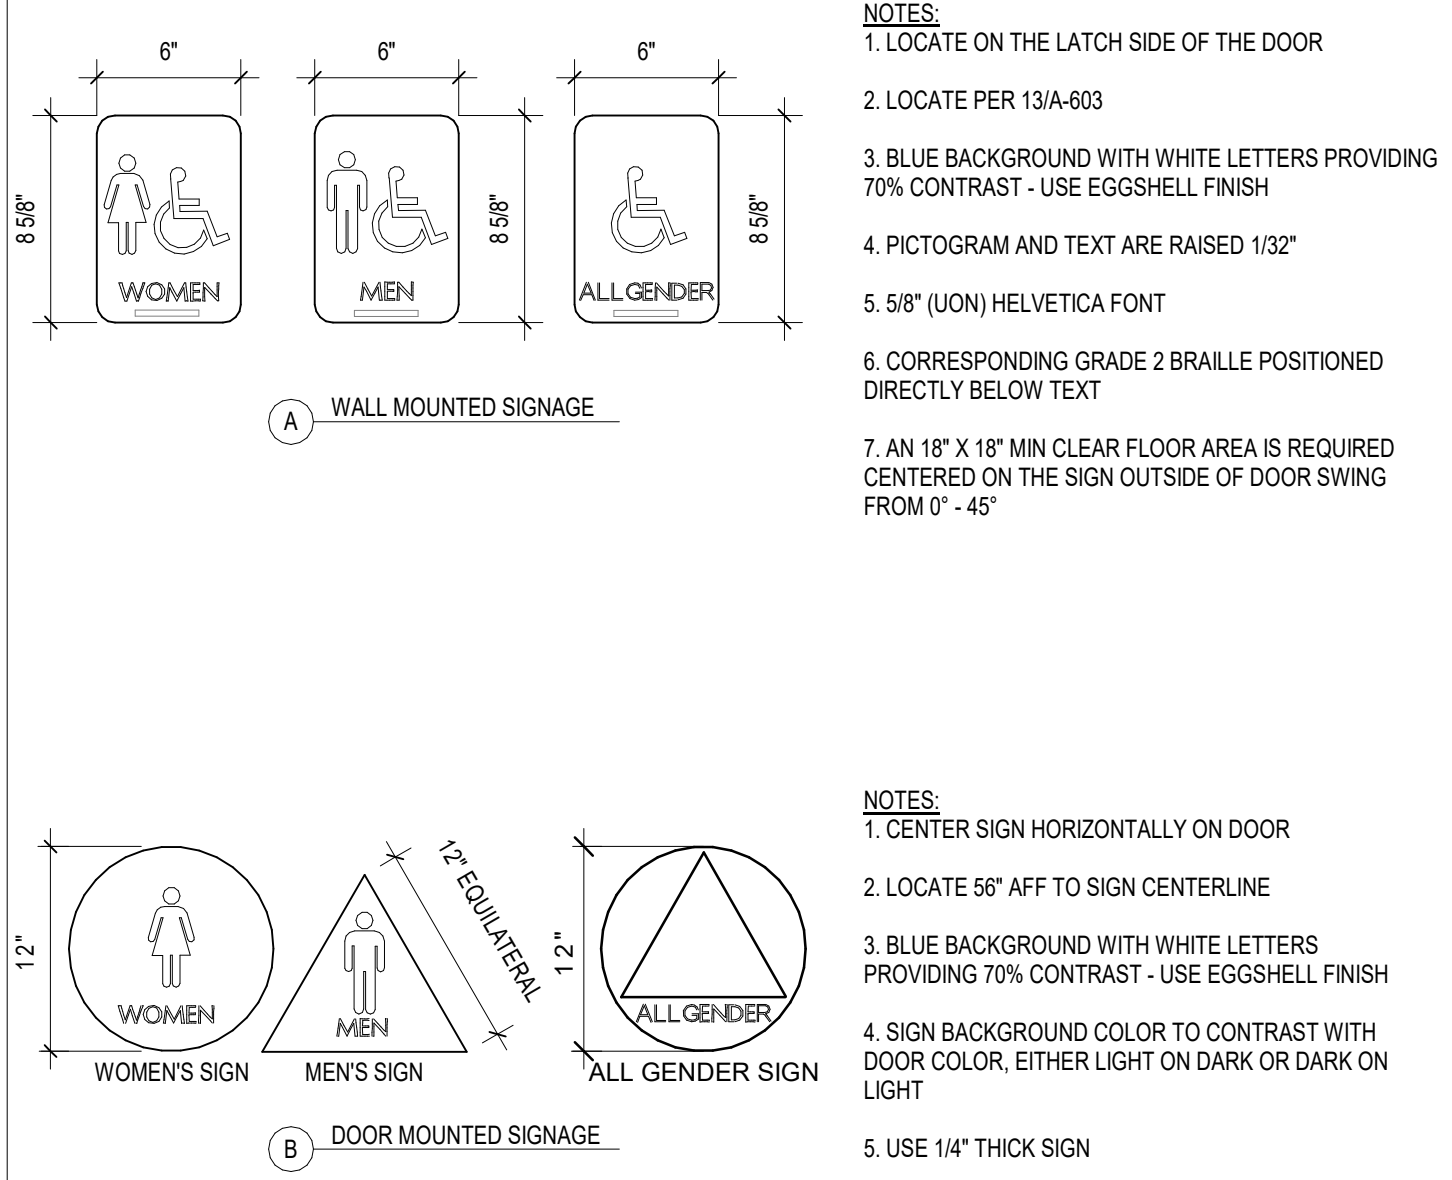 6"
6"
6"
8 5/8"
8 5/8"
8 5/8"
WOMEN
MEN
ALL GENDER
A
WALL MOUNTED SIGNAGE
NOTES:
1. LOCATE ON THE LATCH SIDE OF THE DOOR
2. LOCATE PER 13/A-603
3. BLUE BACKGROUND WITH WHITE LETTERS PROVIDING
70% CONTRAST - USE EGGSHELL FINISH
4. PICTOGRAM AND TEXT ARE RAISED 1/32"
5. 5/8" (UON) HELVETICA FONT
6. CORRESPONDING GRADE 2 BRAILLE POSITIONED
DIRECTLY BELOW TEXT
7. AN 18" X 18" MIN CLEAR FLOOR AREA IS REQUIRED
CENTERED ON THE SIGN OUTSIDE OF DOOR SWING
FROM 0° - 45°
12"
12" EQUILATERAL
12"
WOMEN
MEN
ALL GENDER
WOMEN'S SIGN
MEN'S SIGN
ALL GENDER SIGN
B
DOOR MOUNTED SIGNAGE
NOTES:
1. CENTER SIGN HORIZONTALLY ON DOOR
2. LOCATE 56" AFF TO SIGN CENTERLINE
3. BLUE BACKGROUND WITH WHITE LETTERS
PROVIDING 70% CONTRAST - USE EGGSHELL FINISH
4. SIGN BACKGROUND COLOR TO CONTRAST WITH
DOOR COLOR, EITHER LIGHT ON DARK OR DARK ON
LIGHT
5. USE 1/4" THICK SIGN